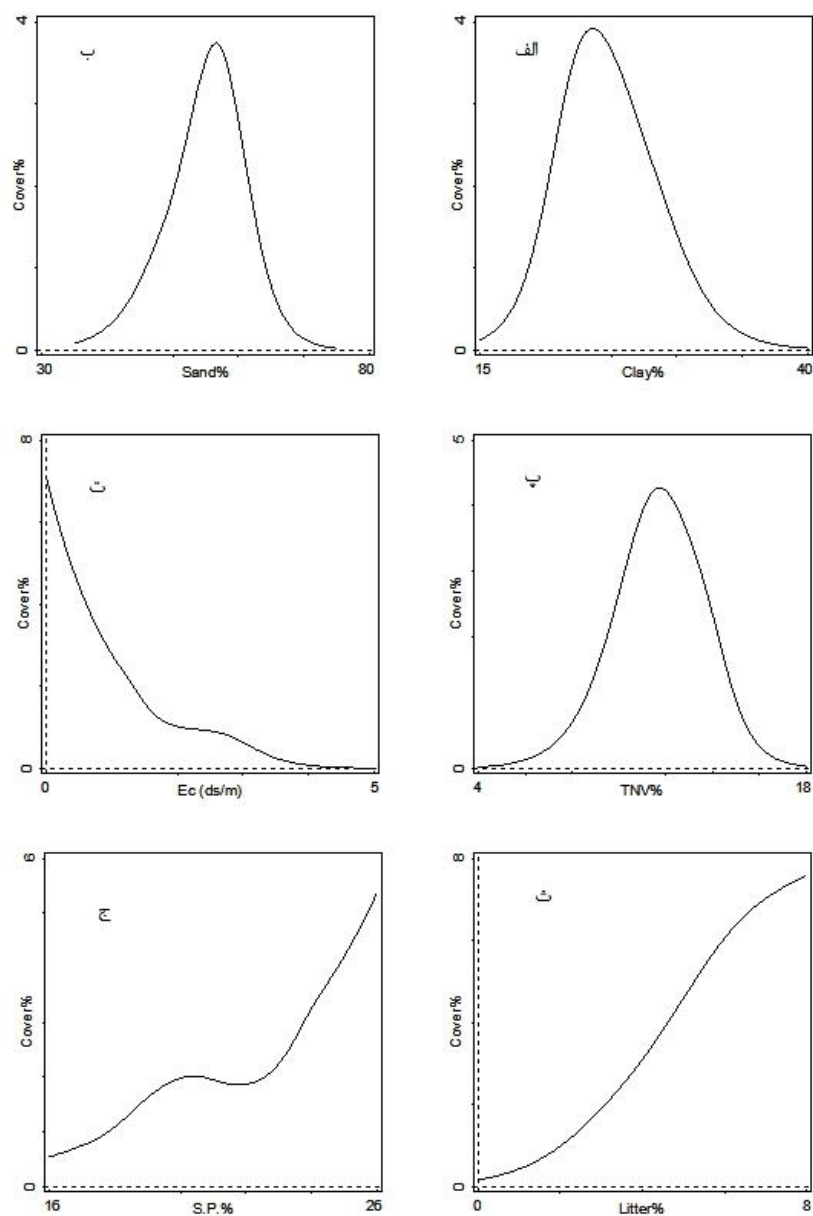 ب
4
Cover%
0
30
Sand%
80
الف
4
Cover%
0
15
Clay%
40
ت
8
Cover%
0
0
Ec (ds/m)
5
پ
5
Cover%
0
4
TNV%
18
ج
6
Cover%
0
16
S.P.%
26
ث
8
Cover%
0
0
Litter%
8